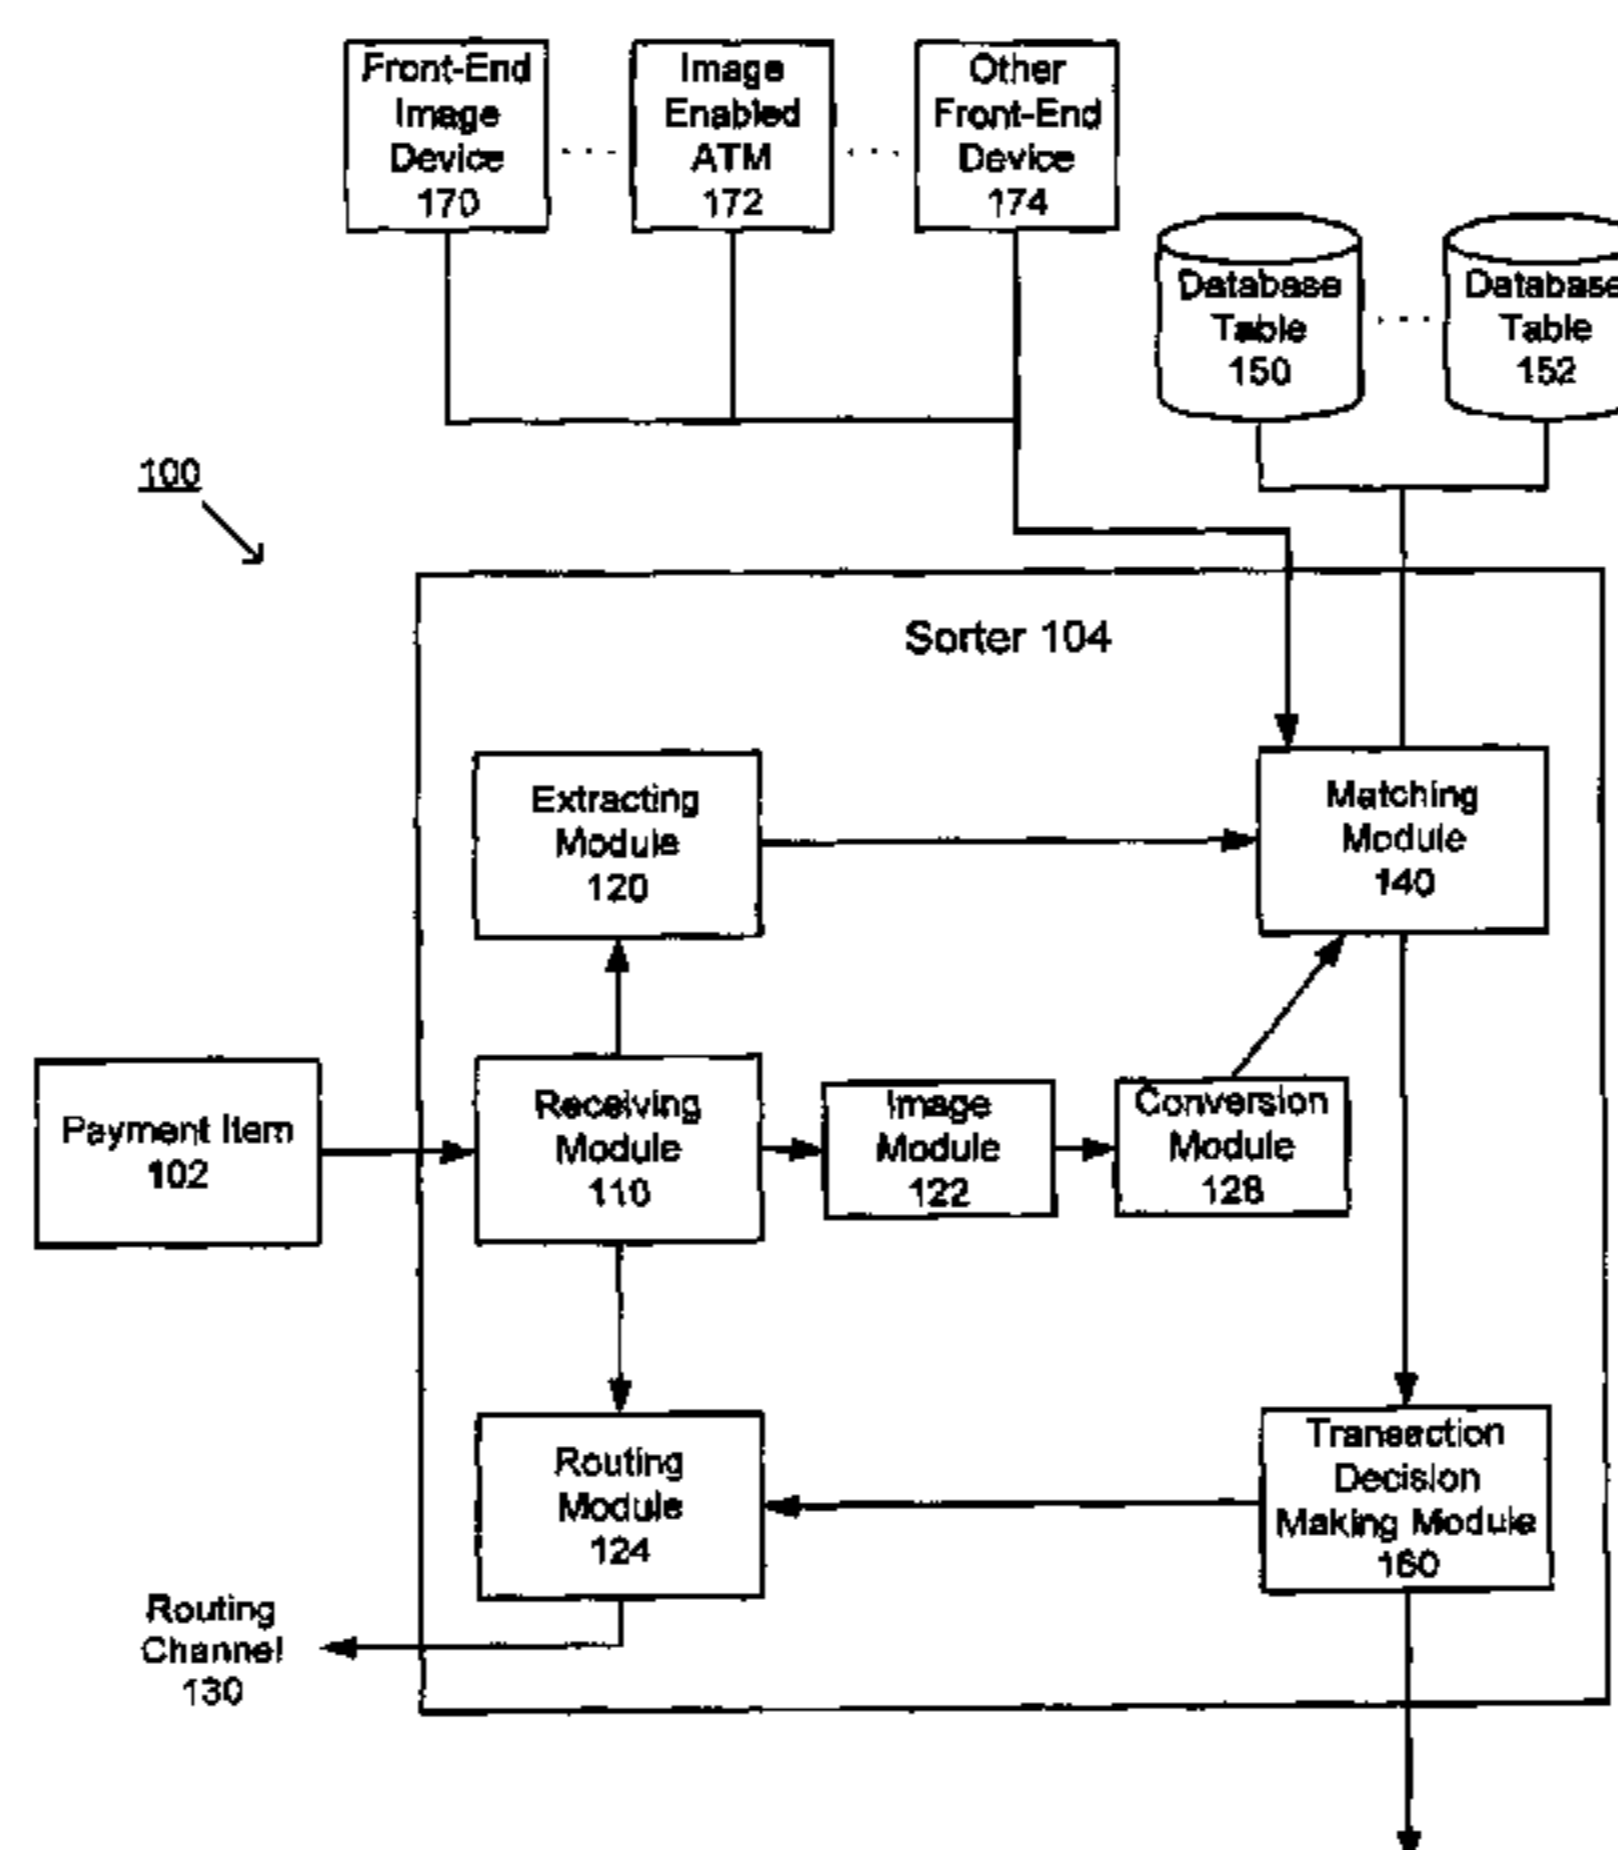 Front-End
Image
Device
170
Image
Enabled
ATM
172
Other
Front-End
Device
174
Database
Table
150
Database
Table
152
100
Sorter 104
Extracting
Module
120
Matching
Module
140
Payment Item
102
Receiving
Module
110
Image
Module
122
Conversion
Module
128
Routing
Module
124
Transaction
Decision
Making Module
160
Routing
Channel
130